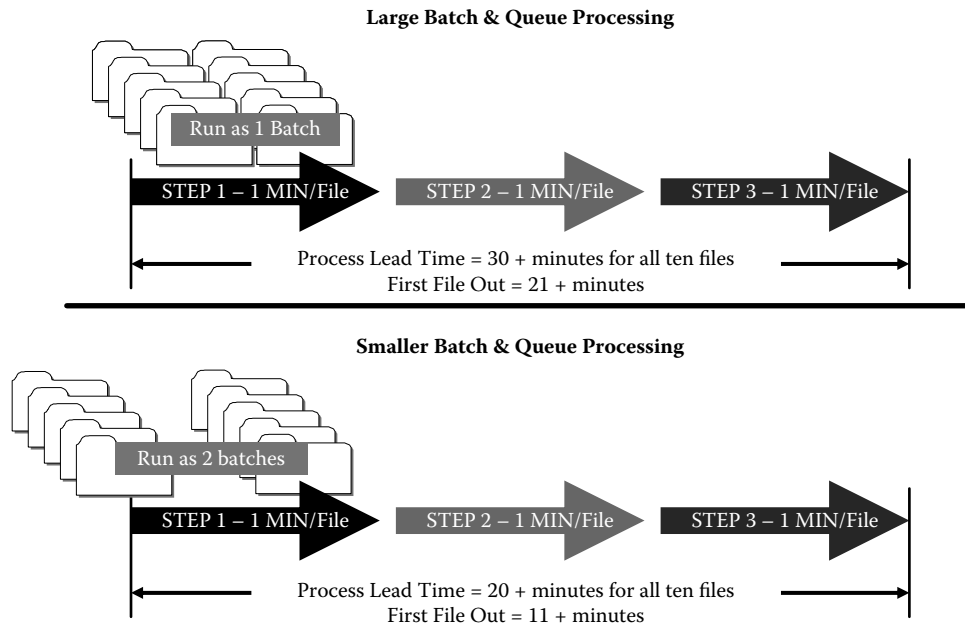 Large Batch & Queue Processing
Run as 1 Batch
STEP 1 – 1 MIN/File
STEP 2 – 1 MIN/File
STEP 3 – 1 MIN/File
Process Lead Time = 30 + minutes for all ten files
First File Out = 21 + minutes
Smaller Batch & Queue Processing
Run as 2 batches
STEP 1 – 1 MIN/File
STEP 2 – 1 MIN/File
STEP 3 – 1 MIN/File
Process Lead Time = 20 + minutes for all ten files
First File Out = 11 + minutes